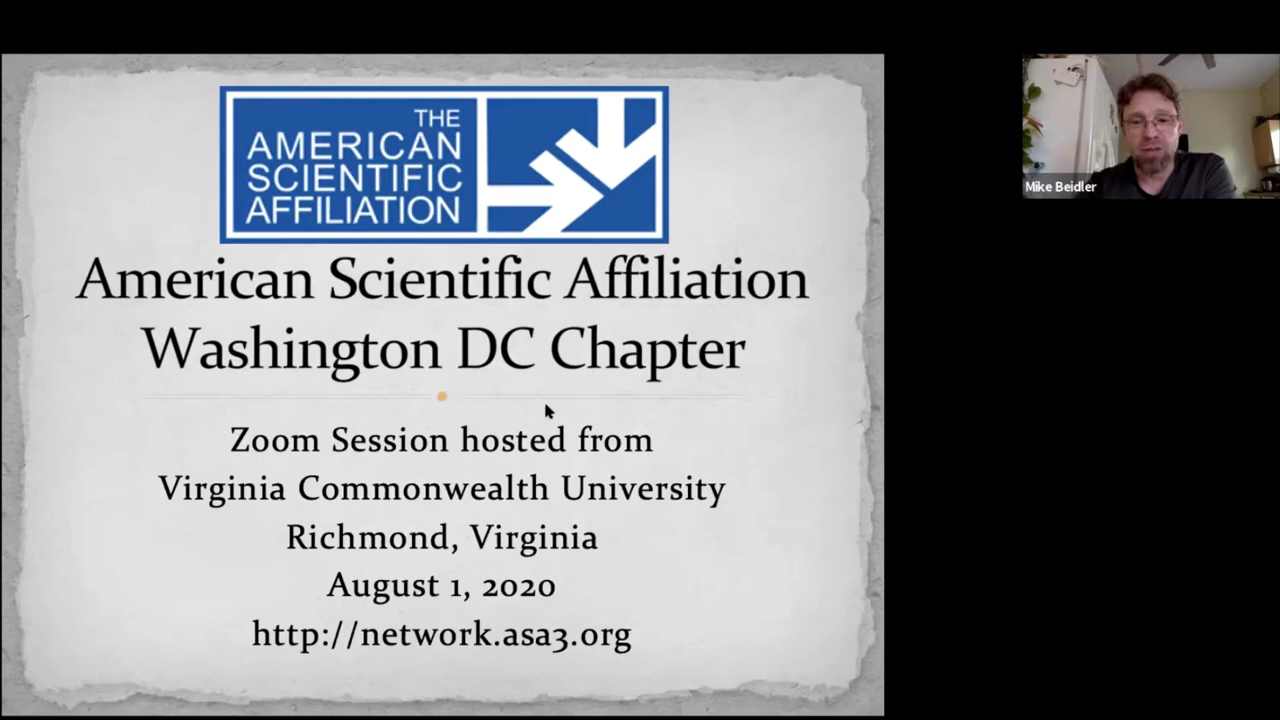 THE
AMERICAN
SCIENTIFIC
AFFILIATION
American Scientific Affiliation
Washington DC Chapter
Zoom Session hosted from
Virginia Commonwealth University
Richmond, Virginia
August 1, 2020
http://network.asa3.org
Mike Beidler